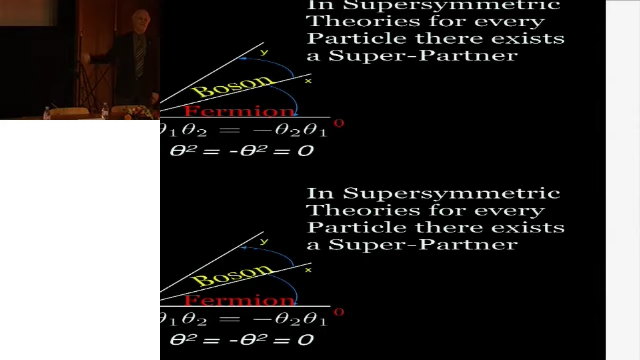 In Supersymmetric
Theories for every
Particle there exists
a Super-Partner
y
Boson
x
Fermion
θ₁θ₂ = −θ₂θ₁
θ
θ² = -θ² = 0
In Supersymmetric
Theories for every
Particle there exists
a Super-Partner
y
Boson
x
Fermion
θ₁θ₂ = −θ₂θ₁
θ
θ² = -θ² = 0